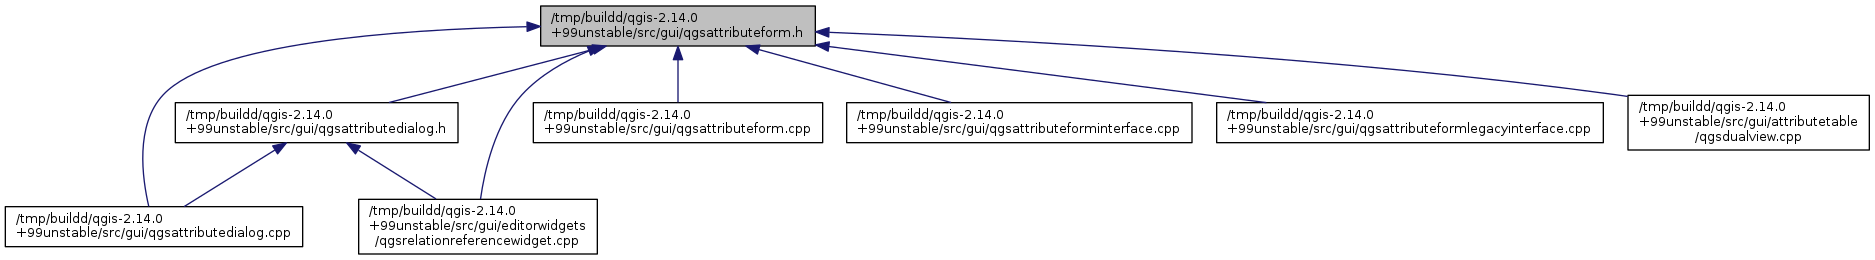 /tmp/buildd/qgis-2.14.0
+99unstable/src/gui/qgsattributeform.h
/tmp/buildd/qgis-2.14.0
+99unstable/src/gui/qgsattributedialog.h
/tmp/buildd/qgis-2.14.0
+99unstable/src/gui/qgsattributeform.cpp
/tmp/buildd/qgis-2.14.0
+99unstable/src/gui/qgsattributeforminterface.cpp
/tmp/buildd/qgis-2.14.0
+99unstable/src/gui/qgsattributeformlegacyinterface.cpp
/tmp/buildd/qgis-2.14.0
+99unstable/src/gui/attributetable
/qgsdualview.cpp
/tmp/buildd/qgis-2.14.0
+99unstable/src/gui/qgsattributedialog.cpp
/tmp/buildd/qgis-2.14.0
+99unstable/src/gui/editorwidgets
/qgsrelationreferencewidget.cpp